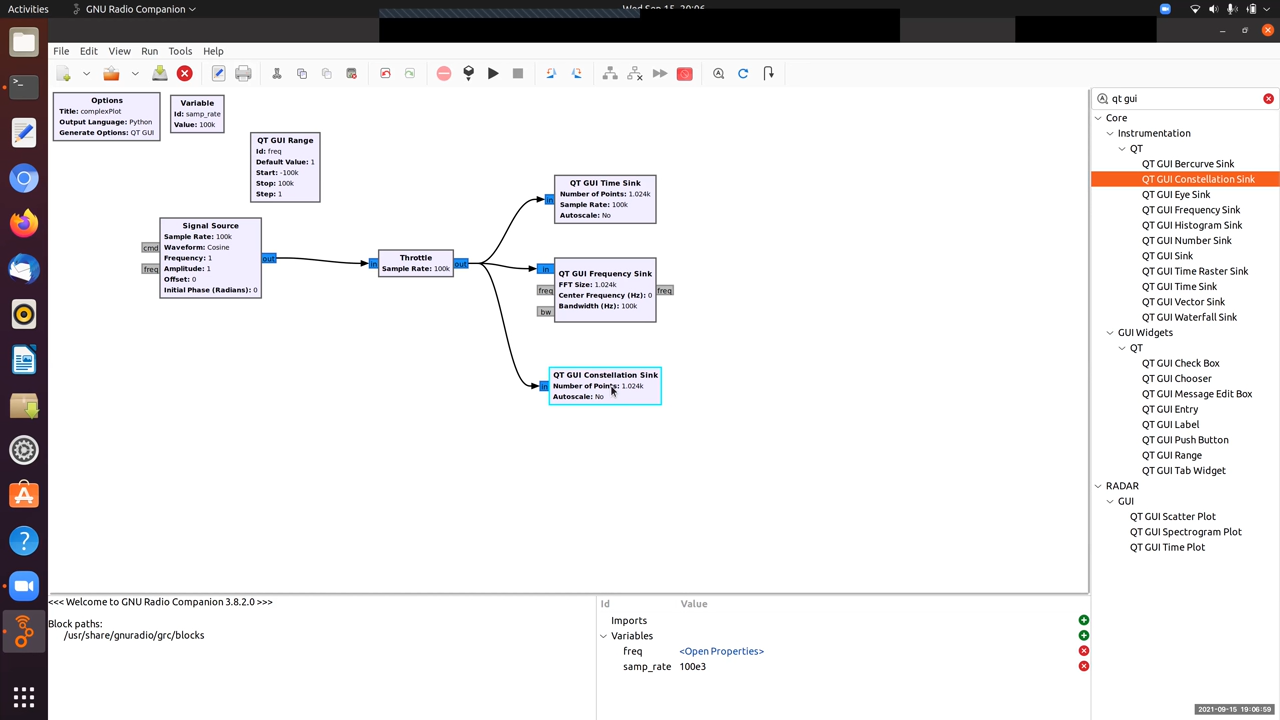 Activities
GNU Radio Companion
Wed Sep 15 20:06
File Edit View Run Tools Help
Options
Title: complexPlot
Output Language: Python
Generate Options: QT GUI
Variable
Id: samp_rate
Value: 100k
QT GUI Range
Id: freq
Default Value: 1
Start: -100k
Stop: 100k
Step: 1
Signal Source
Sample Rate: 100k
Waveform: Cosine
Frequency: 1
Amplitude: 1
Offset: 0
Initial Phase (Radians): 0
cmd
freq
out
Throttle
Sample Rate: 100k
in
out
QT GUI Time Sink
Number of Points: 1.024k
Sample Rate: 100k
Autoscale: No
in
QT GUI Frequency Sink
FFT Size: 1.024k
Center Frequency (Hz): 0
Bandwidth (Hz): 100k
in
freq
bw
freq
QT GUI Constellation Sink
Number of Points: 1.024k
Autoscale: No
in
qt gui
Core
Instrumentation
QT
QT GUI Bercurve Sink
QT GUI Constellation Sink
QT GUI Eye Sink
QT GUI Frequency Sink
QT GUI Histogram Sink
QT GUI Number Sink
QT GUI Sink
QT GUI Time Raster Sink
QT GUI Time Sink
QT GUI Vector Sink
QT GUI Waterfall Sink
GUI Widgets
QT
QT GUI Check Box
QT GUI Chooser
QT GUI Message Edit Box
QT GUI Entry
QT GUI Label
QT GUI Push Button
QT GUI Range
QT GUI Tab Widget
RADAR
GUI
QT GUI Scatter Plot
QT GUI Spectrogram Plot
QT GUI Time Plot
<<< Welcome to GNU Radio Companion 3.8.2.0 >>>
Block paths:
/usr/share/gnuradio/grc/blocks
Id Value
Imports
Variables
freq <Open Properties>
samp_rate 100e3
2021-09-15 19:06:59